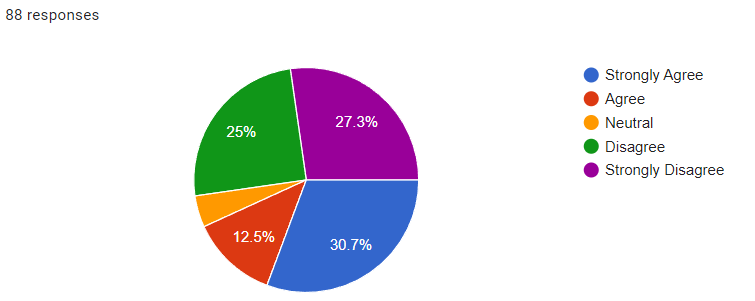 88 responses
27.3%
25%
12.5%
30.7%
Strongly Agree
Agree
Neutral
Disagree
Strongly Disagree